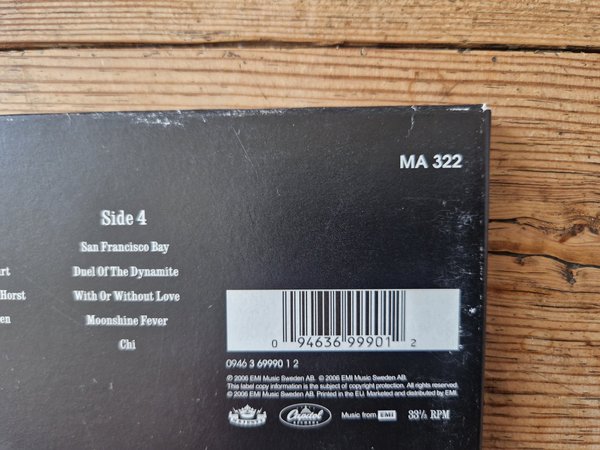 MA 322
Side 4
San Francisco Bay
Duel Of The Dynamite
With Or Without Love
Moonshine Fever
Chi
rt
Horst
en
0 94636 99901 2
0946 3 69990 1 2
℗ 2006 EMI Music Sweden AB. © 2006 EMI Music Sweden AB.
This label copyright information is the subject of copyright protection. All rights reserved.
© 2006 EMI Music Sweden AB. Printed in the EU. Marketed and distributed by EMI.
Capitol
Music from EMI
33⅓ RPM